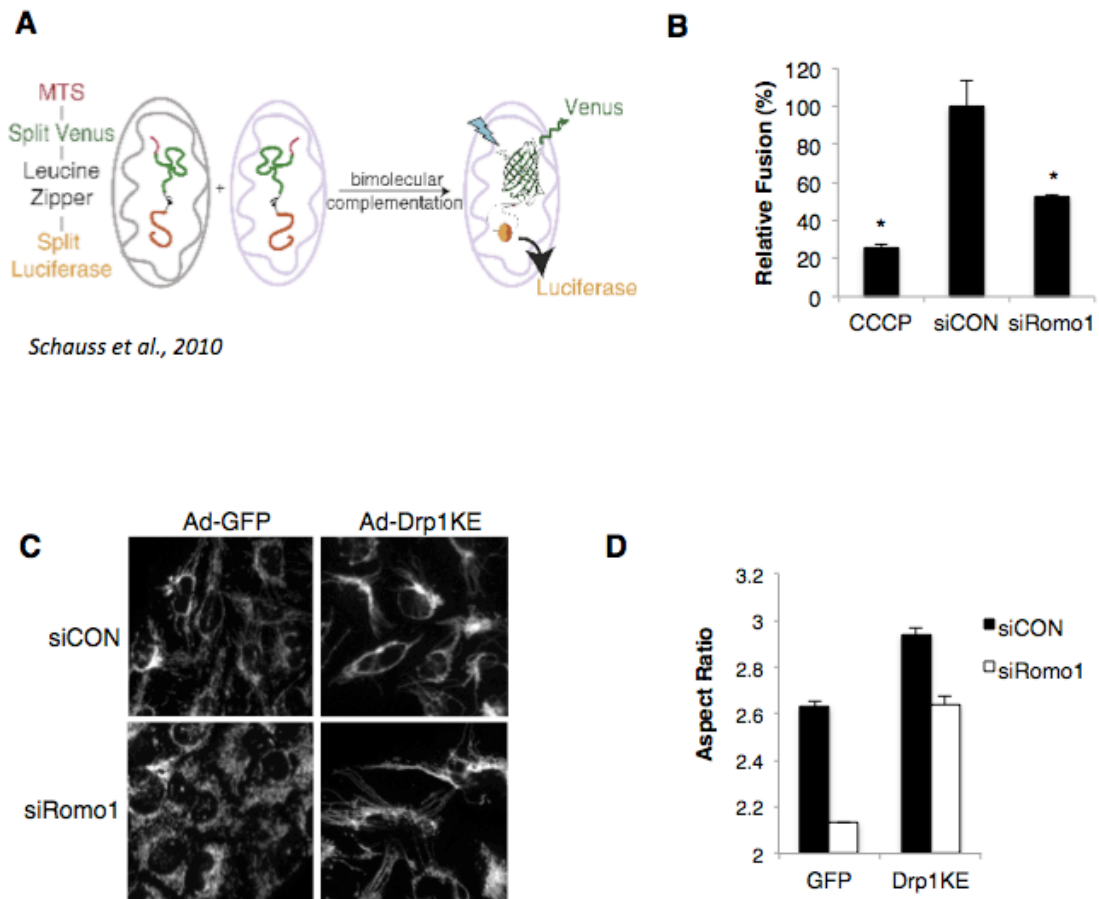 A
MTS
Split Venus
Leucine
Zipper
Split
Luciferase
+
bimolecular
complementation
Venus
Luciferase
Schauss et al., 2010
B
Relative Fusion (%)
120
100
80
60
40
20
0
*
*
CCCP siCON siRomo1
C
Ad-GFP Ad-Drp1KE
siCON
siRomo1
D
Aspect Ratio
3.2
3
2.8
2.6
2.4
2.2
2
GFP Drp1KE
siCON
siRomo1